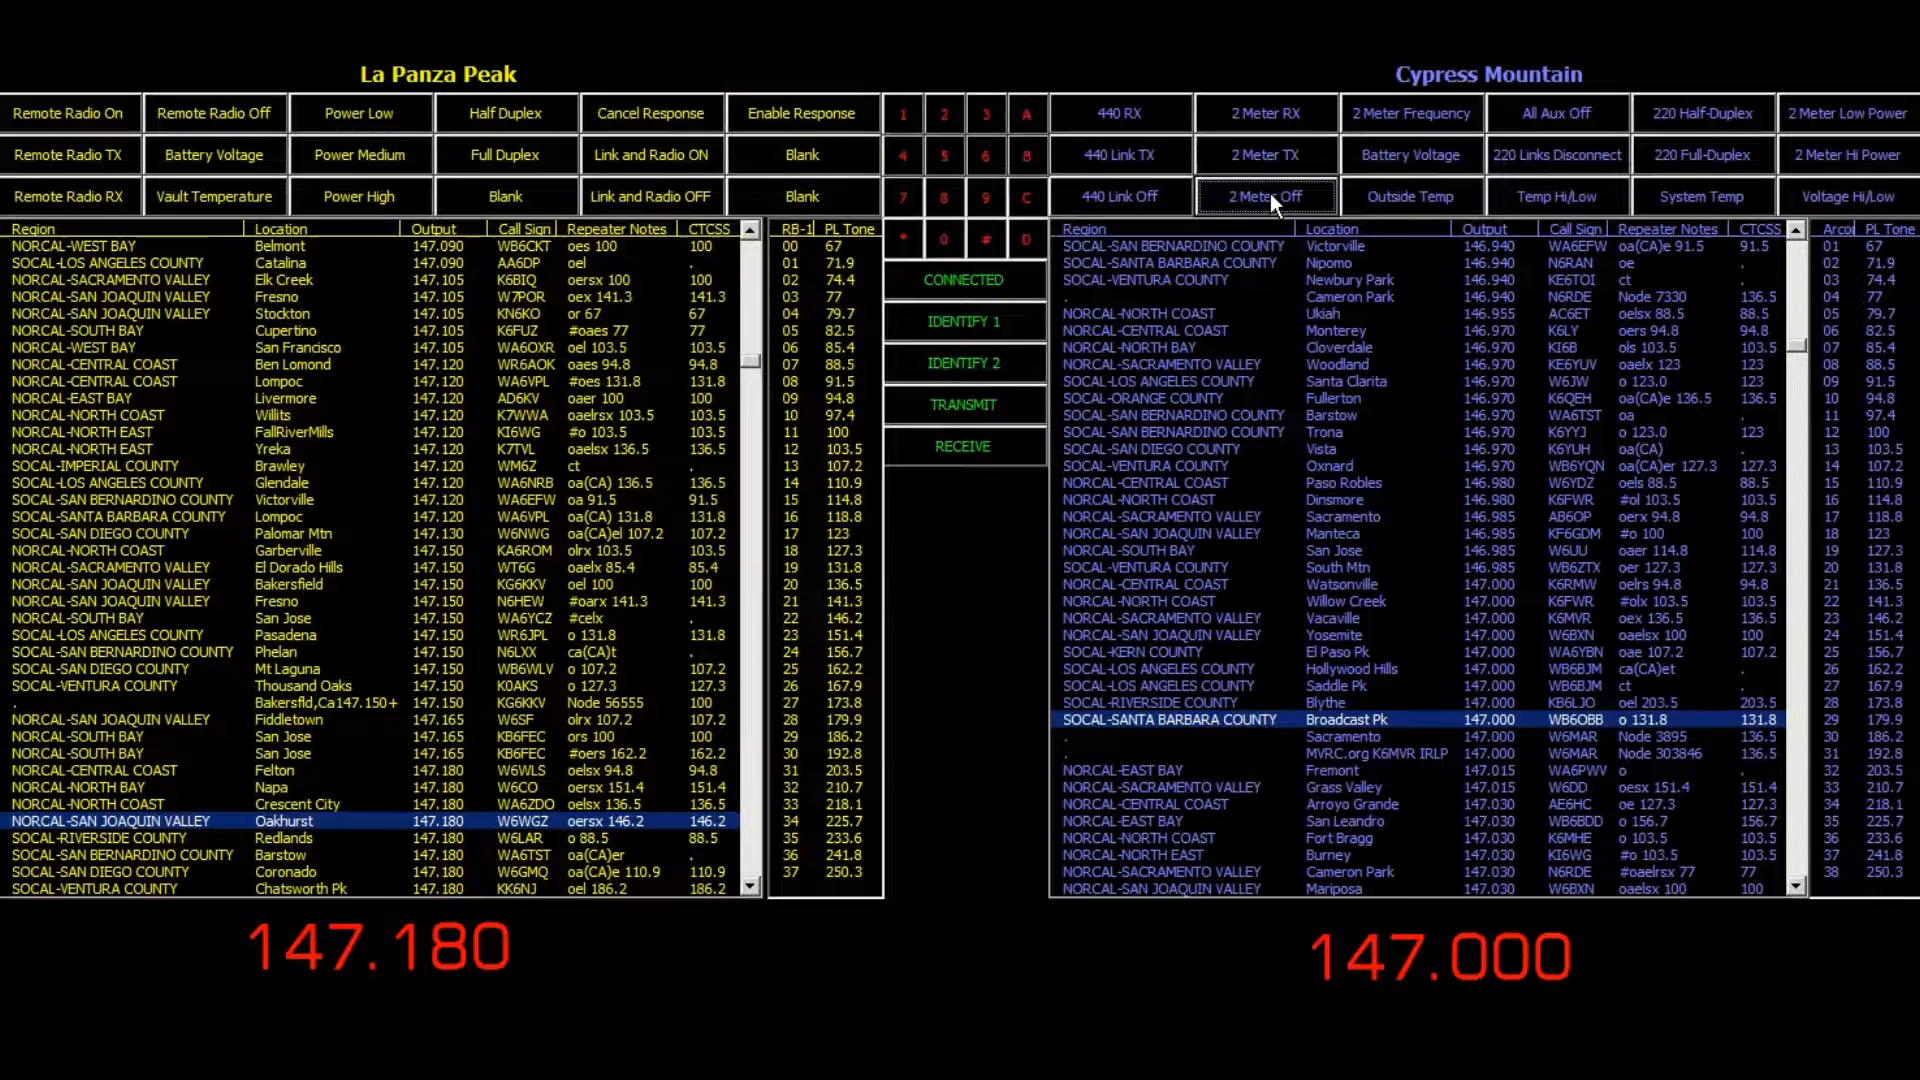 La Panza Peak
Remote Radio On Remote Radio Off Power Low Half Duplex Cancel Response Enable Response
Remote Radio TX Battery Voltage Power Medium Full Duplex Link and Radio ON Blank
Remote Radio RX Vault Temperature Power High Blank Link and Radio OFF Blank
Region Location Output Call Sign Repeater Notes CTCSS
NORCAL-WEST BAY Belmont 147.090 WB6CKT oes 100 100
SOCAL-LOS ANGELES COUNTY Catalina 147.090 AA6DP oel .
NORCAL-SACRAMENTO VALLEY Elk Creek 147.105 K6BIQ oersx 100 100
NORCAL-SAN JOAQUIN VALLEY Fresno 147.105 W7POR oex 141.3 141.3
NORCAL-SAN JOAQUIN VALLEY Stockton 147.105 KN6KO or 67 67
NORCAL-SOUTH BAY Cupertino 147.105 K6FUZ #oaes 77 77
NORCAL-WEST BAY San Francisco 147.105 WA6OXR oel 103.5 103.5
NORCAL-CENTRAL COAST Ben Lomond 147.120 WR6AOK oaes 94.8 94.8
NORCAL-CENTRAL COAST Lompoc 147.120 WA6VPL #oes 131.8 131.8
NORCAL-EAST BAY Livermore 147.120 AD6KV oaer 100 100
NORCAL-NORTH COAST Willits 147.120 K7WWA oaelrsx 103.5 103.5
NORCAL-NORTH EAST FallRiverMills 147.120 KI6WG #o 103.5 103.5
NORCAL-NORTH EAST Yreka 147.120 K7TVL oaelsx 136.5 136.5
SOCAL-IMPERIAL COUNTY Brawley 147.120 WM6Z ct .
SOCAL-LOS ANGELES COUNTY Glendale 147.120 WA6NRB oa(CA) 136.5 136.5
SOCAL-SAN BERNARDINO COUNTY Victorville 147.120 WA6EFW oa 91.5 91.5
SOCAL-SANTA BARBARA COUNTY Lompoc 147.120 WA6VPL oa(CA) 131.8 131.8
SOCAL-SAN DIEGO COUNTY Palomar Mtn 147.130 W6NWG oa(CA)el 107.2 107.2
NORCAL-NORTH COAST Garberville 147.150 KA6ROM olrx 103.5 103.5
NORCAL-SACRAMENTO VALLEY El Dorado Hills 147.150 WT6G oaelx 85.4 85.4
NORCAL-SAN JOAQUIN VALLEY Bakersfield 147.150 KG6KKV oel 100 100
NORCAL-SAN JOAQUIN VALLEY Fresno 147.150 N6HEW #oarx 141.3 141.3
NORCAL-SOUTH BAY San Jose 147.150 WA6YCZ #celx .
SOCAL-LOS ANGELES COUNTY Pasadena 147.150 WR6JPL o 131.8 131.8
SOCAL-SAN BERNARDINO COUNTY Phelan 147.150 N6LXX ca(CA)t .
SOCAL-SAN DIEGO COUNTY Mt Laguna 147.150 WB6WLV o 107.2 107.2
SOCAL-VENTURA COUNTY Thousand Oaks 147.150 K0AKS o 127.3 127.3
. Bakersfld,Ca147.150+ 147.150 KG6KKV Node 56555 100
NORCAL-SAN JOAQUIN VALLEY Fiddletown 147.165 W6SF olrx 107.2 107.2
NORCAL-SOUTH BAY San Jose 147.165 KB6FEC ors 100 100
NORCAL-SOUTH BAY San Jose 147.165 KB6FEC #oers 162.2 162.2
NORCAL-CENTRAL COAST Felton 147.180 W6WLS oelsx 94.8 94.8
NORCAL-NORTH BAY Napa 147.180 W6CO oersx 151.4 151.4
NORCAL-NORTH COAST Crescent City 147.180 WA6ZDO oelsx 136.5 136.5
NORCAL-SAN JOAQUIN VALLEY Oakhurst 147.180 W6WGZ oersx 146.2 146.2
SOCAL-RIVERSIDE COUNTY Redlands 147.180 W6LAR o 88.5 88.5
SOCAL-SAN BERNARDINO COUNTY Barstow 147.180 WA6TST oa(CA)er .
SOCAL-SAN DIEGO COUNTY Coronado 147.180 W6GMQ oa(CA)e 110.9 110.9
SOCAL-VENTURA COUNTY Chatsworth Pk 147.180 KK6NJ oel 186.2 186.2
147.180
RB-1 PL Tone
00 67
01 71.9
02 74.4
03 77
04 79.7
05 82.5
06 85.4
07 88.5
08 91.5
09 94.8
10 97.4
11 100
12 103.5
13 107.2
14 110.9
15 114.8
16 118.8
17 123
18 127.3
19 131.8
20 136.5
21 141.3
22 146.2
23 151.4
24 156.7
25 162.2
26 167.9
27 173.8
28 179.9
29 186.2
30 192.8
31 203.5
32 210.7
33 218.1
34 225.7
35 233.6
36 241.8
37 250.3
1 2 3 A
4 5 6 B
7 8 9 C
* 0 # D
CONNECTED
IDENTIFY 1
IDENTIFY 2
TRANSMIT
RECEIVE
Cypress Mountain
440 RX 2 Meter RX 2 Meter Frequency All Aux Off 220 Half-Duplex 2 Meter Low Power
440 Link TX 2 Meter TX Battery Voltage 220 Links Disconnect 220 Full-Duplex 2 Meter Hi Power
440 Link Off 2 Meter Off Outside Temp Temp Hi/Low System Temp Voltage Hi/Low
Region Location Output Call Sign Repeater Notes CTCSS
SOCAL-SAN BERNARDINO COUNTY Victorville 146.940 WA6EFW oa(CA)e 91.5 91.5
SOCAL-SANTA BARBARA COUNTY Nipomo 146.940 N6RAN oe .
SOCAL-VENTURA COUNTY Newbury Park 146.940 KE6TOI ct .
. Cameron Park 146.940 N6RDE Node 7330 136.5
NORCAL-NORTH COAST Ukiah 146.955 AC6ET oelsx 88.5 88.5
NORCAL-CENTRAL COAST Monterey 146.970 K6LY oers 94.8 94.8
NORCAL-NORTH BAY Cloverdale 146.970 KI6B ols 103.5 103.5
NORCAL-SACRAMENTO VALLEY Woodland 146.970 KE6YUV oaelx 123 123
SOCAL-LOS ANGELES COUNTY Santa Clarita 146.970 W6JW o 123.0 123
SOCAL-ORANGE COUNTY Fullerton 146.970 K6QEH oa(CA)e 136.5 136.5
SOCAL-SAN BERNARDINO COUNTY Barstow 146.970 WA6TST oa .
SOCAL-SAN BERNARDINO COUNTY Trona 146.970 K6YYJ o 123.0 123
SOCAL-SAN DIEGO COUNTY Vista 146.970 K6YUH oa(CA) .
SOCAL-VENTURA COUNTY Oxnard 146.970 WB6YQN oa(CA)er 127.3 127.3
NORCAL-CENTRAL COAST Paso Robles 146.980 W6YDZ oels 88.5 88.5
NORCAL-NORTH COAST Dinsmore 146.980 K6FWR #ol 103.5 103.5
NORCAL-SACRAMENTO VALLEY Sacramento 146.985 AB6OP oerx 94.8 94.8
NORCAL-SAN JOAQUIN VALLEY Manteca 146.985 KF6GDM #o 100 100
NORCAL-SOUTH BAY San Jose 146.985 W6UU oaer 114.8 114.8
SOCAL-VENTURA COUNTY South Mtn 146.985 WB6ZTX oer 127.3 127.3
NORCAL-CENTRAL COAST Watsonville 147.000 K6RMW oelrs 94.8 94.8
NORCAL-NORTH COAST Willow Creek 147.000 K6FWR #olx 103.5 103.5
NORCAL-SACRAMENTO VALLEY Vacaville 147.000 K6MVR oex 136.5 136.5
NORCAL-SAN JOAQUIN VALLEY Yosemite 147.000 W6BXN oaelsx 100 100
SOCAL-KERN COUNTY El Paso Pk 147.000 WA6YBN oae 107.2 107.2
SOCAL-LOS ANGELES COUNTY Hollywood Hills 147.000 WB6BJM ca(CA)et .
SOCAL-LOS ANGELES COUNTY Saddle Pk 147.000 WB6BJM ct .
SOCAL-RIVERSIDE COUNTY Blythe 147.000 KB6LJO oel 203.5 203.5
SOCAL-SANTA BARBARA COUNTY Broadcast Pk 147.000 WB6OBB o 131.8 131.8
. Sacramento 147.000 W6MAR Node 3895 136.5
. MVRC.org K6MVR IRLP 147.000 W6MAR Node 303846 136.5
NORCAL-EAST BAY Fremont 147.015 WA6PWV o .
NORCAL-SACRAMENTO VALLEY Grass Valley 147.015 W6DD oesx 151.4 151.4
NORCAL-CENTRAL COAST Arroyo Grande 147.030 AE6HC oe 127.3 127.3
NORCAL-EAST BAY San Leandro 147.030 WB6BDD o 156.7 156.7
NORCAL-NORTH COAST Fort Bragg 147.030 K6MHE o 103.5 103.5
NORCAL-NORTH EAST Burney 147.030 KI6WG #o 103.5 103.5
NORCAL-SACRAMENTO VALLEY Cameron Park 147.030 N6RDE #oaelrsx 77 77
NORCAL-SAN JOAQUIN VALLEY Mariposa 147.030 W6BXN oaelsx 100 100
147.000
Arcol PL Tone
01 67
02 71.9
03 74.4
04 77
05 79.7
06 82.5
07 85.4
08 88.5
09 91.5
10 94.8
11 97.4
12 100
13 103.5
14 107.2
15 110.9
16 114.8
17 118.8
18 123
19 127.3
20 131.8
21 136.5
22 141.3
23 146.2
24 151.4
25 156.7
26 162.2
27 167.9
28 173.8
29 179.9
30 186.2
31 192.8
32 203.5
33 210.7
34 218.1
35 225.7
36 233.6
37 241.8
38 250.3